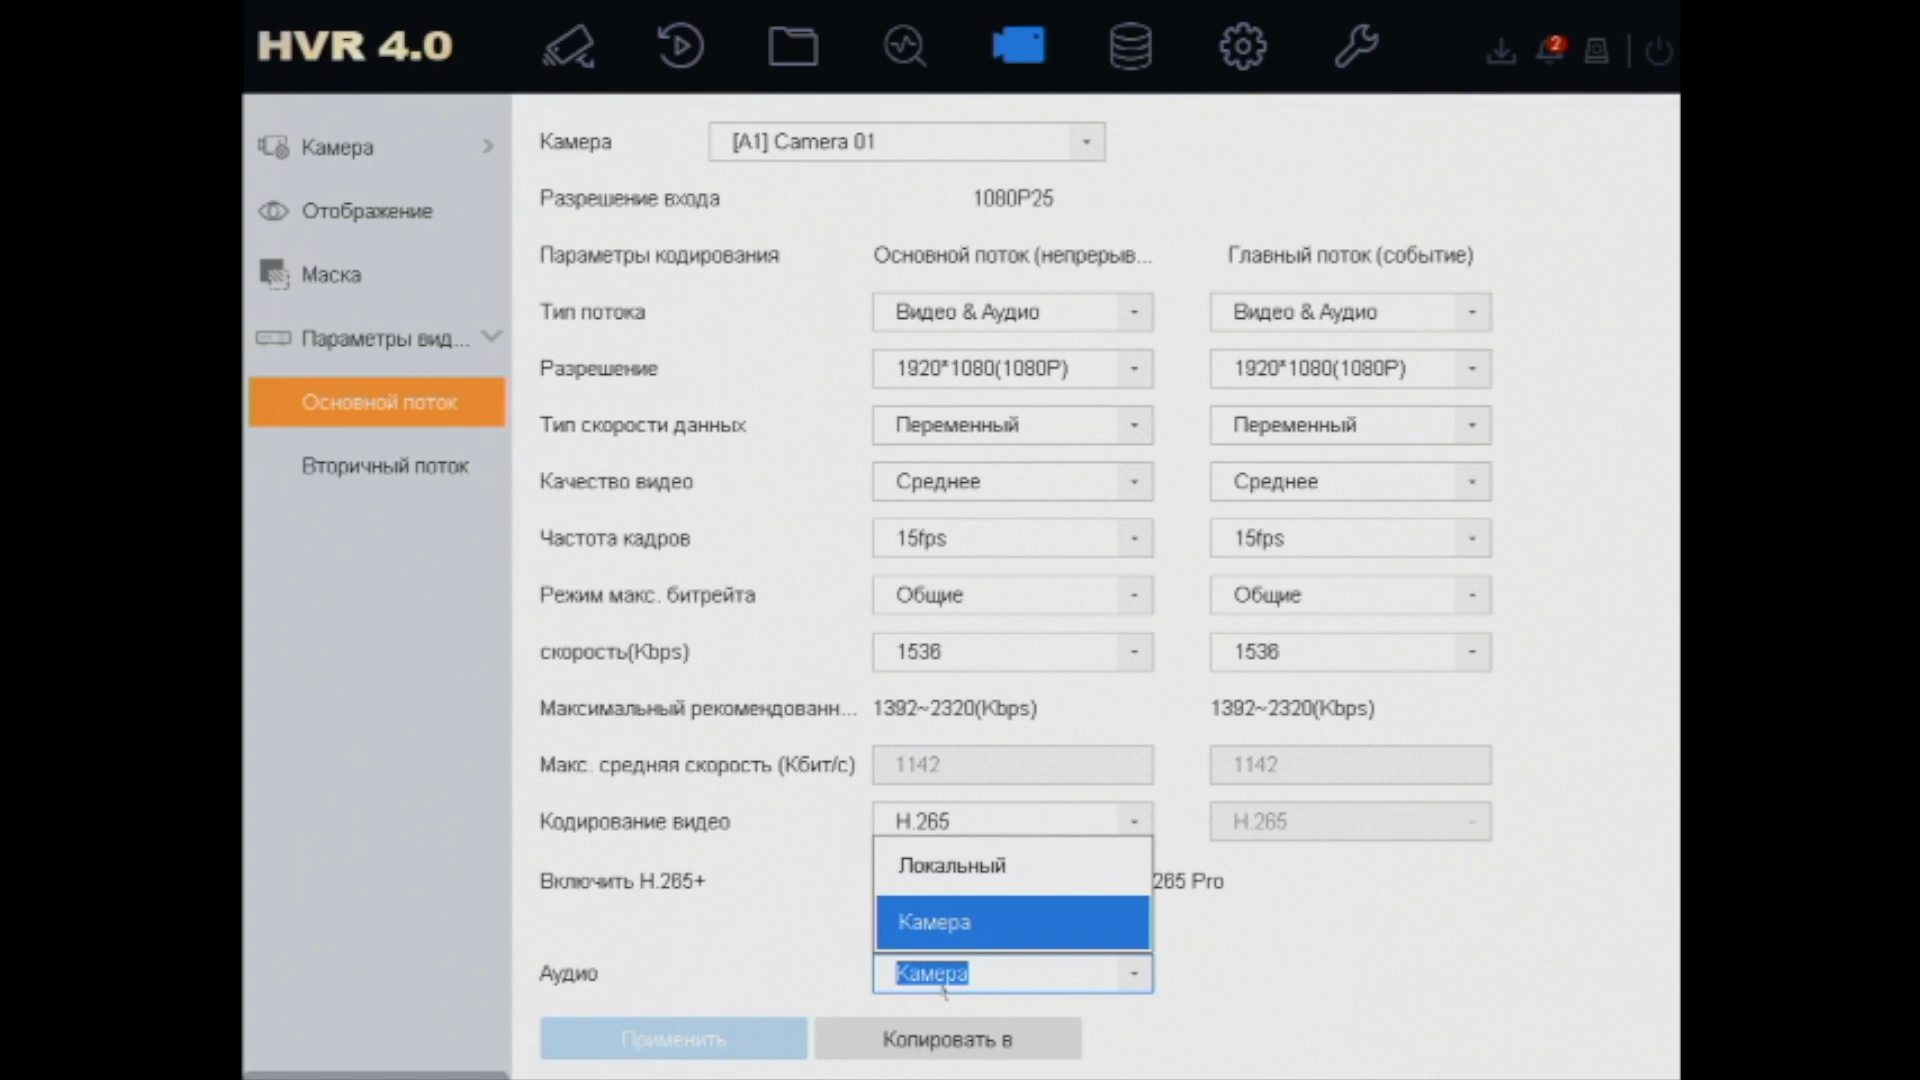 HVR 4.0
2
Камера
Отображение
Маска
Параметры вид...
Основной поток
Вторичный поток
Камера [A1] Camera 01
Разрешение входа 1080P25
Параметры кодирования Основной поток (непрерыв... Главный поток (событие)
Тип потока Видео & Аудио Видео & Аудио
Разрешение 1920*1080(1080P) 1920*1080(1080P)
Тип скорости данных Переменный Переменный
Качество видео Среднее Среднее
Частота кадров 15fps 15fps
Режим макс. битрейта Общие Общие
скорость(Kbps) 1536 1536
Максимальный рекомендованн... 1392~2320(Kbps) 1392~2320(Kbps)
Макс. средняя скорость (Кбит/с) 1142 1142
Кодирование видео H.265 H.265
Локальный
Включить H.265+ 265 Pro
Камера
Аудио Камера
Применить Копировать в